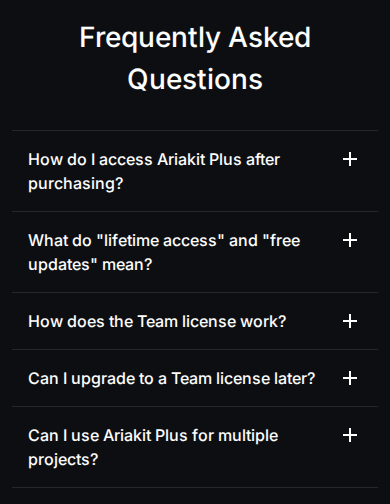 Frequently Asked
Questions
How do I access Ariakit Plus after
purchasing?
What do "lifetime access" and "free
updates" mean?
How does the Team license work?
Can I upgrade to a Team license later?
Can I use Ariakit Plus for multiple
projects?